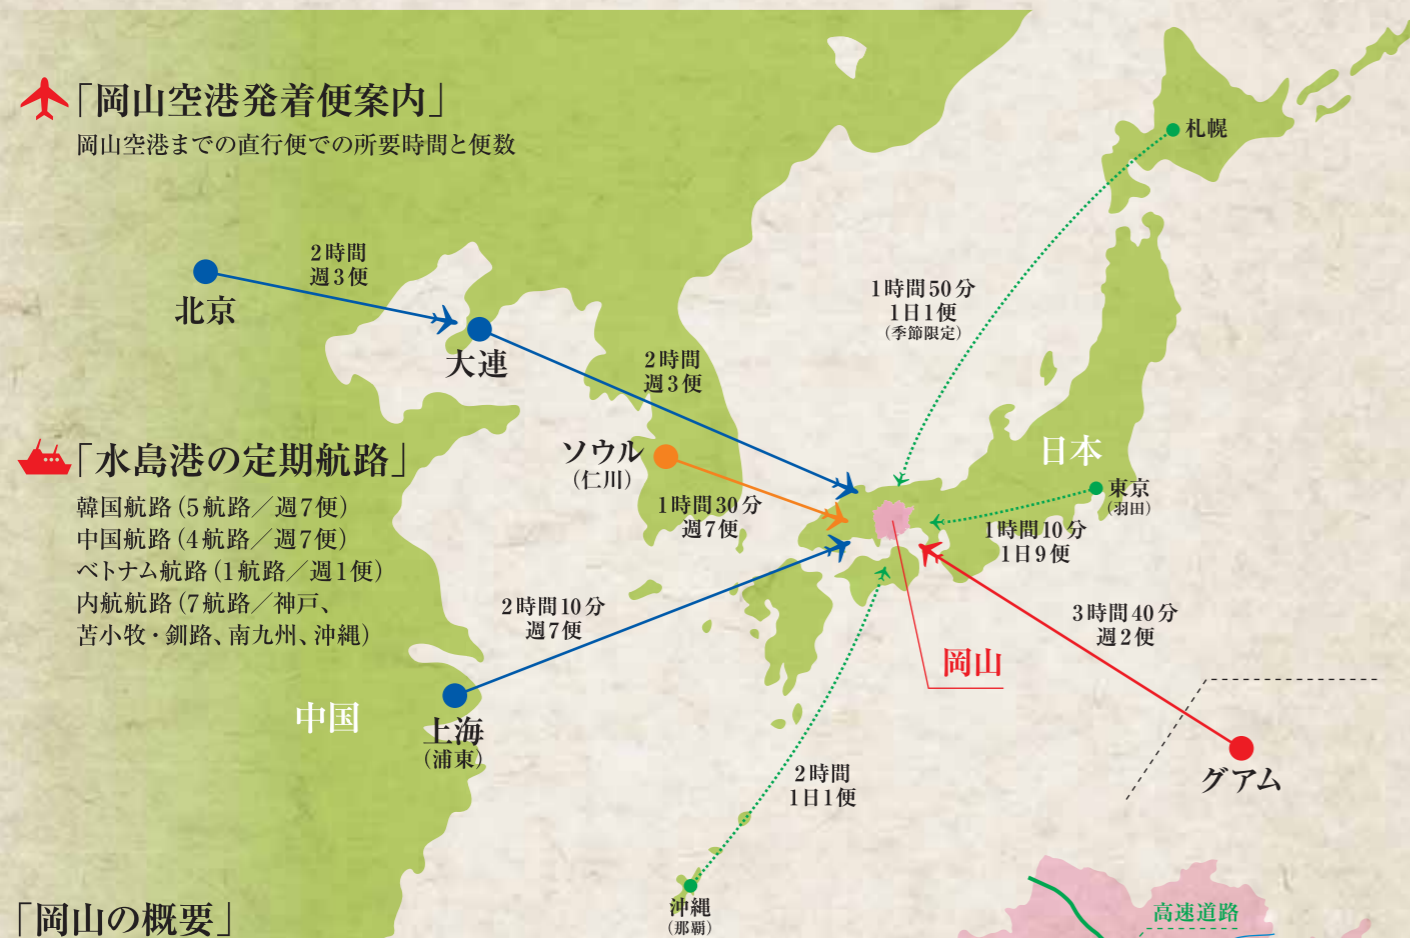 「岡山空港発着便案内」
岡山空港までの直行便での所要時間と便数
札幌
2時間
週3便
北京
1時間50分
1日1便
（季節限定）
大連
2時間
週3便
「水島港の定期航路」
韓国航路（5航路／週7便）
中国航路（4航路／週7便）
ベトナム航路（1航路／週1便）
内航航路（7航路／神戸、
苫小牧・釧路、南九州、沖縄）
ソウル
（仁川）
1時間30分
週7便
日本
東京
（羽田）
1時間10分
1日9便
2時間10分
週7便
3時間40分
週2便
岡山
中国
上海
（浦東）
グアム
2時間
1日1便
沖縄
（那覇）
「岡山の概要」
高速道路